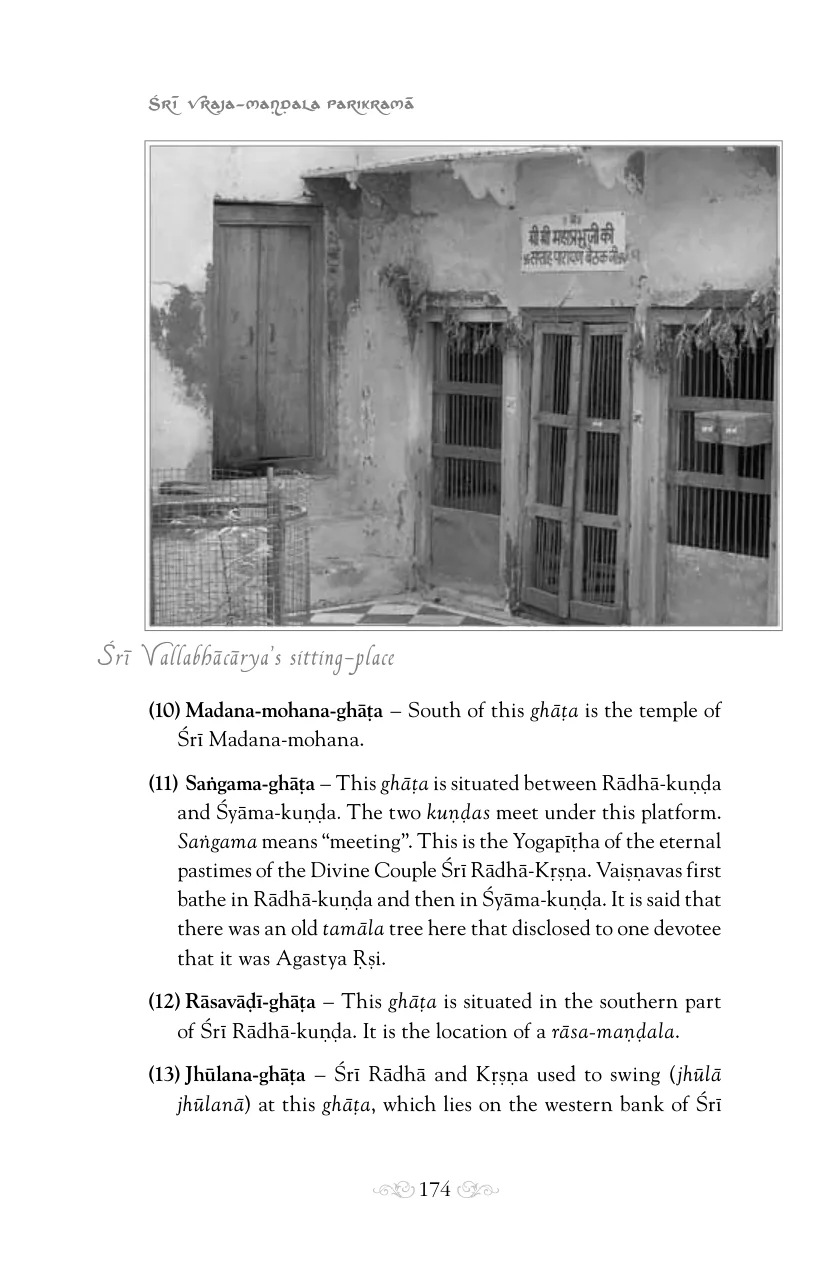 Śrī Vraja-maṇḍala parikramā
श्री श्री महाप्रभुजी की
सप्ताह पारायण बैठक जी
Śrī Vallabhācārya's sitting-place
(10) Madana-mohana-ghāṭa – South of this ghāṭa is the temple of
Śrī Madana-mohana.
(11) Saṅgama-ghāṭa – This ghāṭa is situated between Rādhā-kuṇḍa
and Śyāma-kuṇḍa. The two kuṇḍas meet under this platform.
Saṅgama means “meeting”. This is the Yogapīṭha of the eternal
pastimes of the Divine Couple Śrī Rādhā-Kṛṣṇa. Vaiṣṇavas first
bathe in Rādhā-kuṇḍa and then in Śyāma-kuṇḍa. It is said that
there was an old tamāla tree here that disclosed to one devotee
that it was Agastya Ṛṣi.
(12) Rāsavāḍī-ghāṭa – This ghāṭa is situated in the southern part
of Śrī Rādhā-kuṇḍa. It is the location of a rāsa-maṇḍala.
(13) Jhūlana-ghāṭa – Śrī Rādhā and Kṛṣṇa used to swing (jhūlā
jhūlanā) at this ghāṭa, which lies on the western bank of Śrī
174